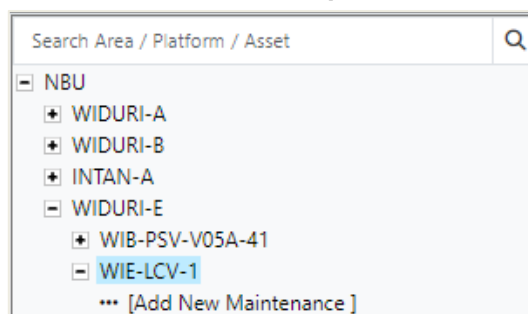 Search Area / Platform / Asset
NBU
WIDURI-A
WIDURI-B
INTAN-A
WIDURI-E
WIB-PSV-V05A-41
WIE-LCV-1
[Add New Maintenance ]